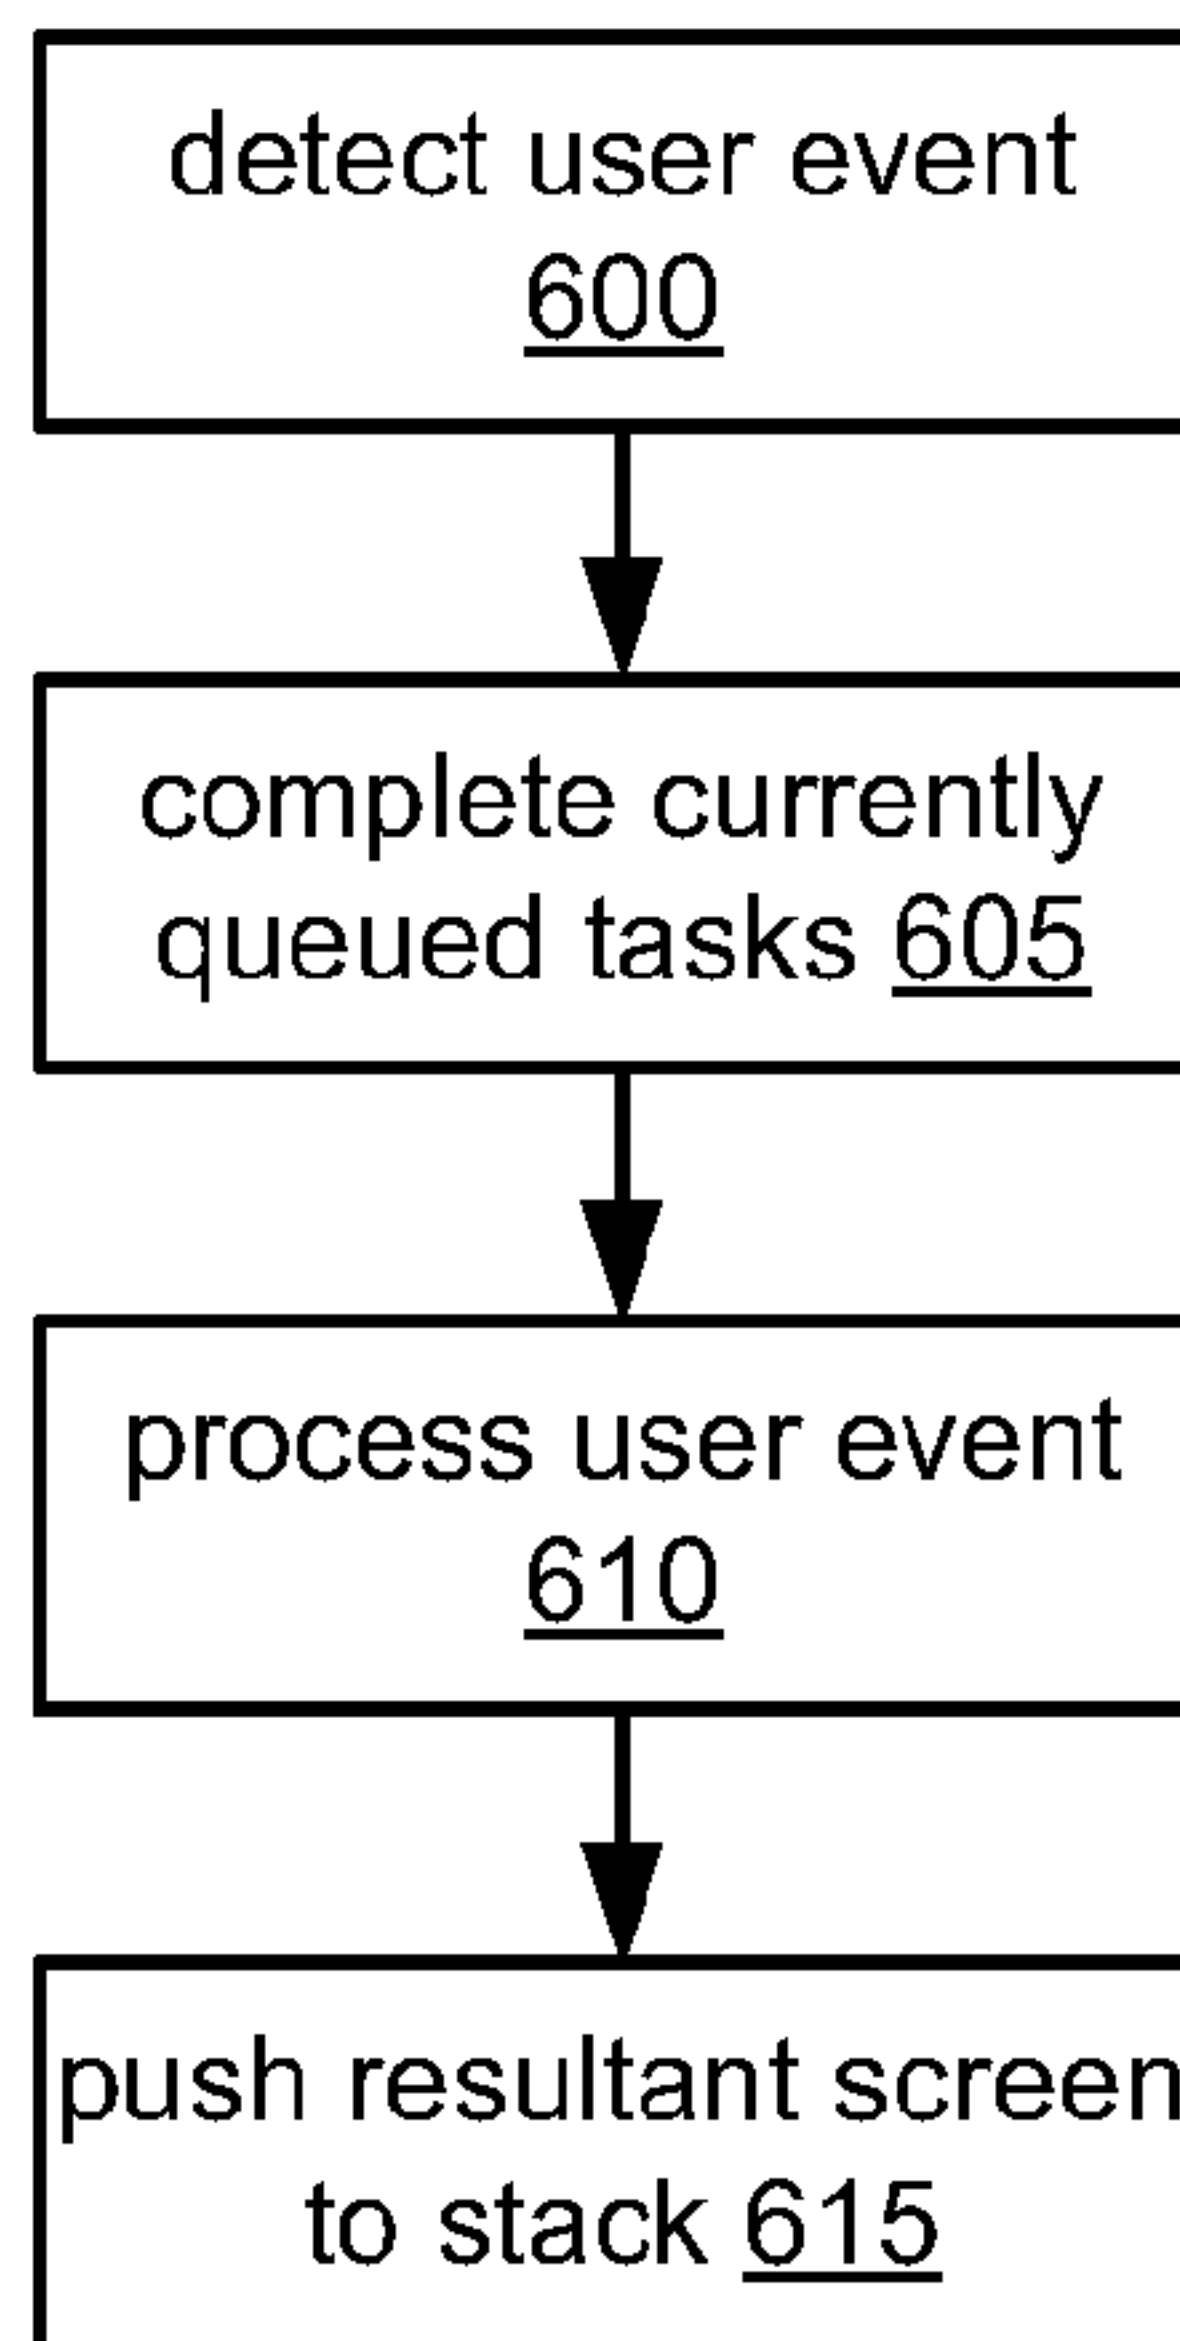 detect user event
600
complete currently
queued tasks 605
process user event
610
push resultant screen
to stack 615